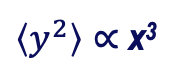 ⟨y²⟩ ∝ x³